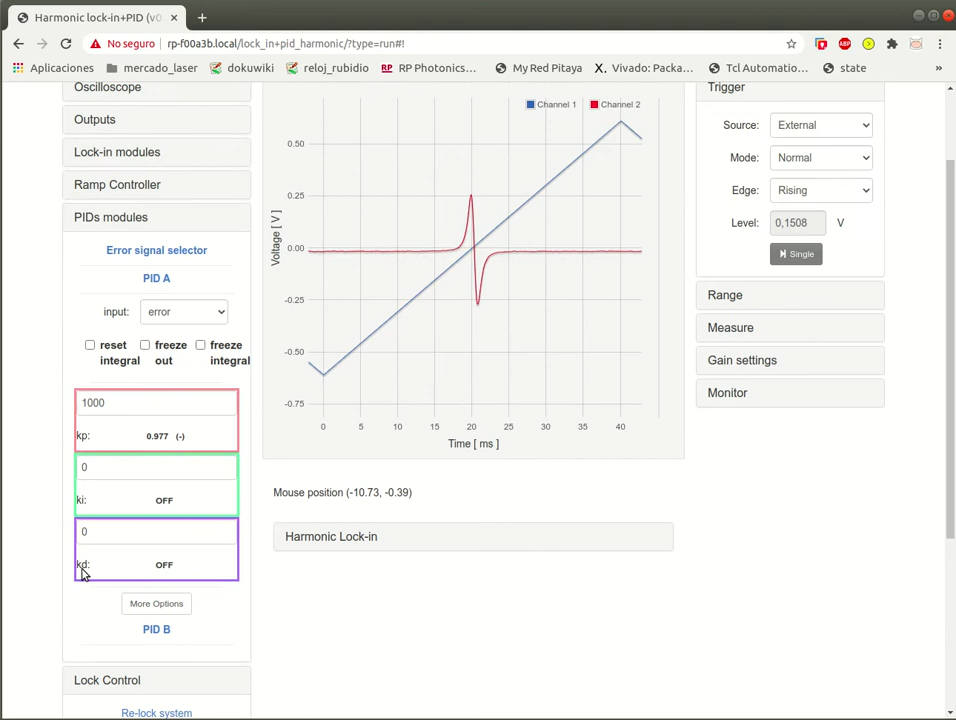 Harmonic lock-in+PID (v0
No seguro
rp-f00a3b.local/lock_in+pid_harmonic/?type=run#!
Aplicaciones
mercado_laser
dokuwiki
reloj_rubidio
RP Photonics…
My Red Pitaya
Vivado: Packa…
Tcl Automatio…
state
»
Oscilloscope
Outputs
Lock-in modules
Ramp Controller
PIDs modules
Error signal selector
PID A
input: error
reset integral
freeze out
freeze integral
1000
kp: 0.977 (-)
0
ki: OFF
0
kd: OFF
More Options
PID B
Lock Control
Re-lock system
Channel 1
Channel 2
Voltage [ V ]
0.50
0.25
0.00
-0.25
-0.50
-0.75
0 5 10 15 20 25 30 35 40
Time [ ms ]
Mouse position (-10.73, -0.39)
Harmonic Lock-in
Trigger
Source: External
Mode: Normal
Edge: Rising
Level: 0,1508 V
Single
Range
Measure
Gain settings
Monitor